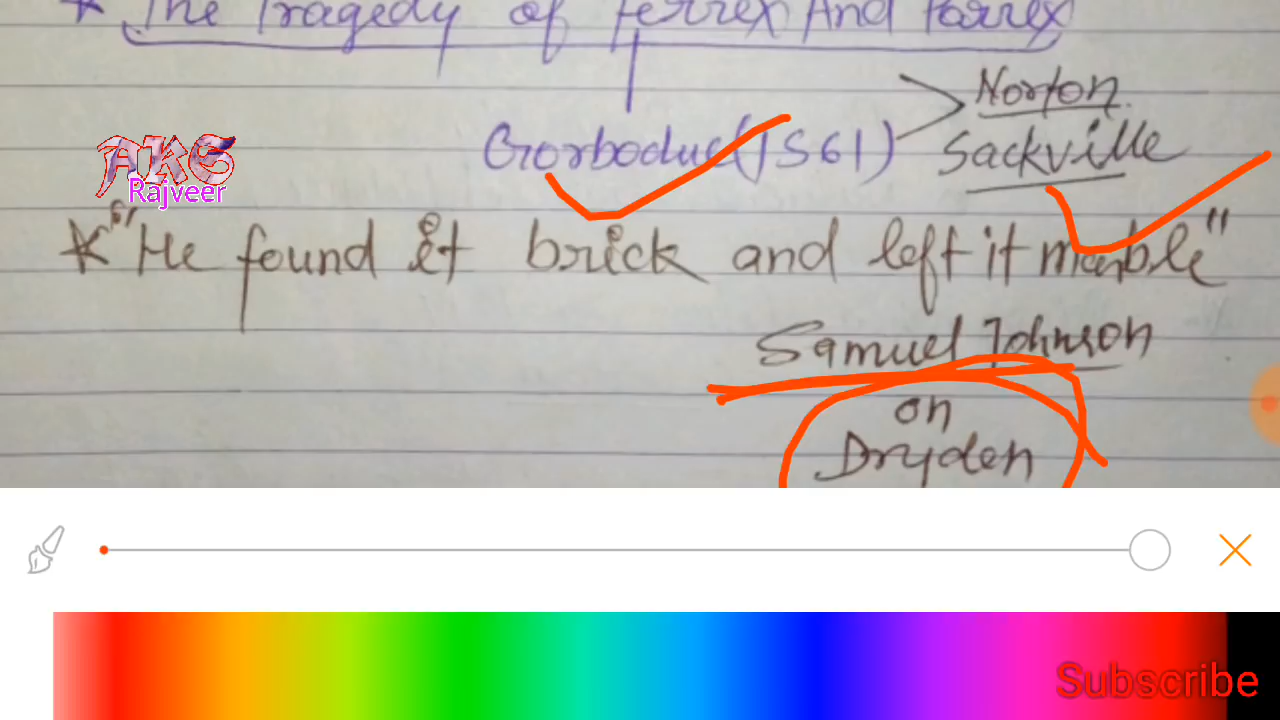 * The Tragedy of Ferrex And Porrex
Norton
Gorboduc (1561)
Sackville
AKS
Rajveer
* "He found it brick and left it marble"
Samuel Johnson
on
Dryden
Subscribe